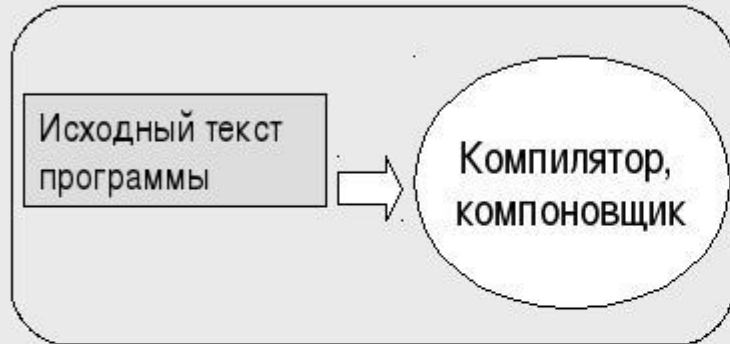 Исходный текст
программы
Компилятор,
компоновщик